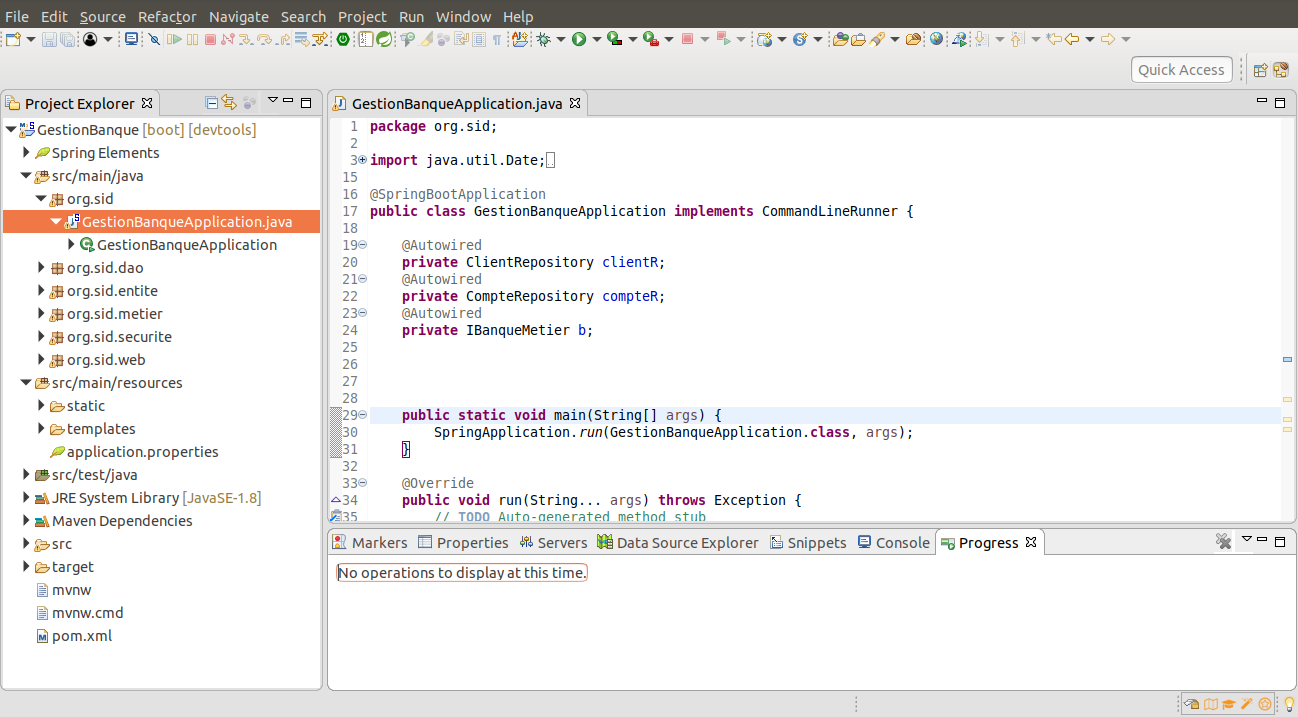 File Edit Source Refactor Navigate Search Project Run Window Help
Quick Access
Project Explorer
GestionBanque [boot] [devtools]
Spring Elements
src/main/java
org.sid
GestionBanqueApplication.java
GestionBanqueApplication
org.sid.dao
org.sid.entite
org.sid.metier
org.sid.securite
org.sid.web
src/main/resources
static
templates
application.properties
src/test/java
JRE System Library [JavaSE-1.8]
Maven Dependencies
src
target
mvnw
mvnw.cmd
pom.xml
GestionBanqueApplication.java
1 package org.sid;
2
3 import java.util.Date;
15
16 @SpringBootApplication
17 public class GestionBanqueApplication implements CommandLineRunner {
18
19 @Autowired
20 private ClientRepository clientR;
21 @Autowired
22 private CompteRepository compteR;
23 @Autowired
24 private IBanqueMetier b;
25
26
27
28
29 public static void main(String[] args) {
30 SpringApplication.run(GestionBanqueApplication.class, args);
31 }
32
33 @Override
34 public void run(String... args) throws Exception {
35 // TODO Auto-generated method stub
Markers Properties Servers Data Source Explorer Snippets Console Progress
No operations to display at this time.